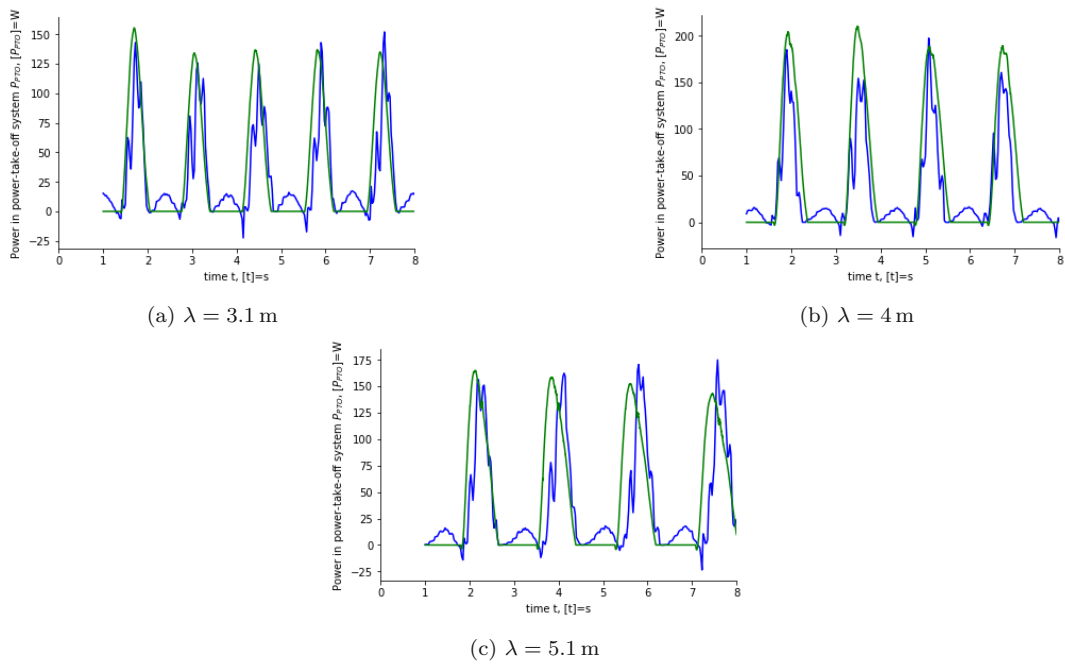 Power in power-take-off system P_PTO, [P_PTO]=W
150
125
100
75
50
25
0
−25
0 1 2 3 4 5 6 7 8
time t, [t]=s
(a) λ = 3.1 m
Power in power-take-off system P_PTO, [P_PTO]=W
200
150
100
50
0
0 1 2 3 4 5 6 7 8
time t, [t]=s
(b) λ = 4 m
Power in power-take-off system P_PTO, [P_PTO]=W
175
150
125
100
75
50
25
0
−25
0 1 2 3 4 5 6 7 8
time t, [t]=s
(c) λ = 5.1 m